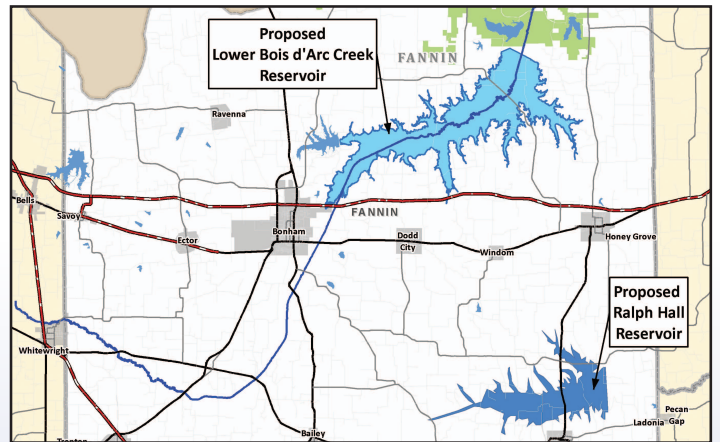 Proposed
Lower Bois d'Arc Creek
Reservoir
FANNIN
Ravenna
Bells
Savoy
FANNIN
Ector
Bonham
Dodd
City
Windom
Honey Grove
Proposed
Ralph Hall
Reservoir
Whitewright
Trenton
Bailey
Ladonia
Pecan
Gap